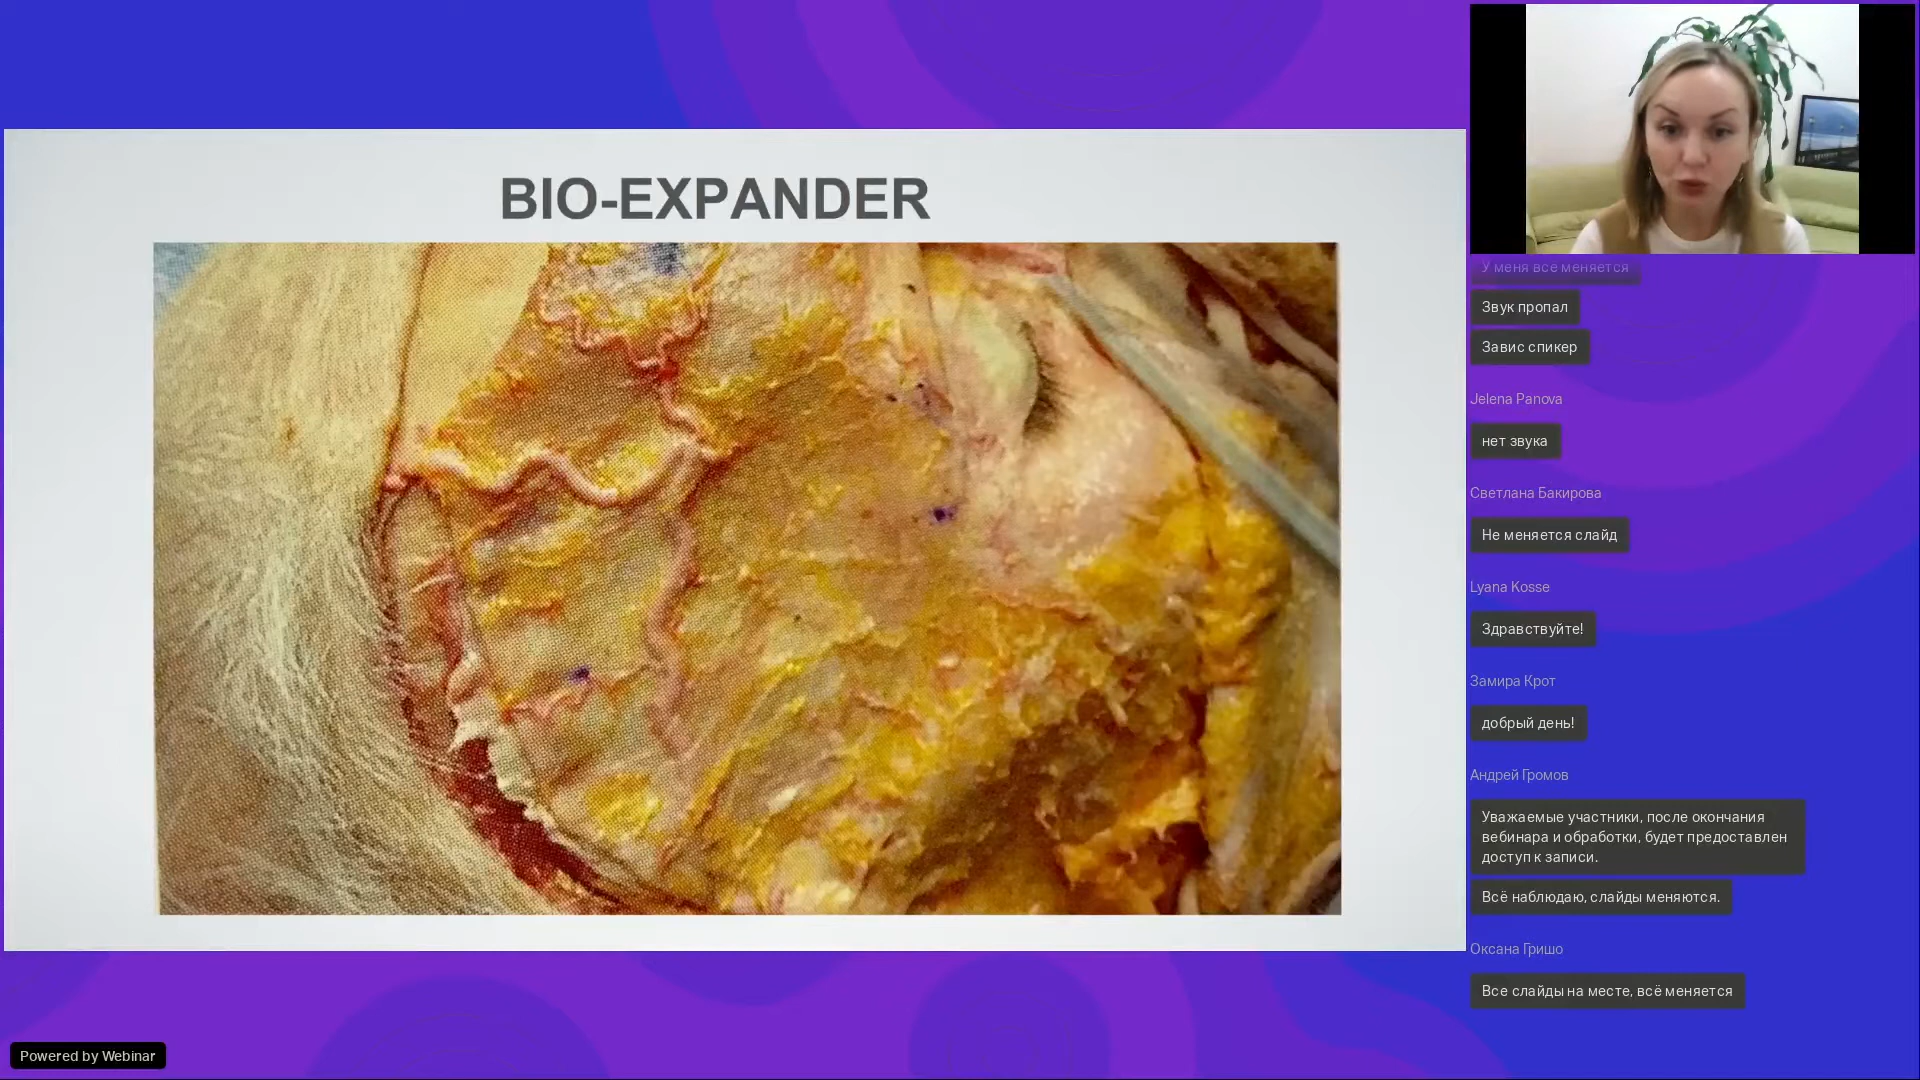 BIO-EXPANDER
У меня все меняется
Звук пропал
Завис спикер
Jelena Panova
нет звука
Светлана Бакирова
Не меняется слайд
Lyana Kosse
Здравствуйте!
Замира Крот
добрый день!
Андрей Громов
Уважаемые участники, после окончания
вебинара и обработки, будет предоставлен
доступ к записи.
Всё наблюдаю, слайды меняются.
Оксана Гришо
Все слайды на месте, всё меняется
Powered by Webinar